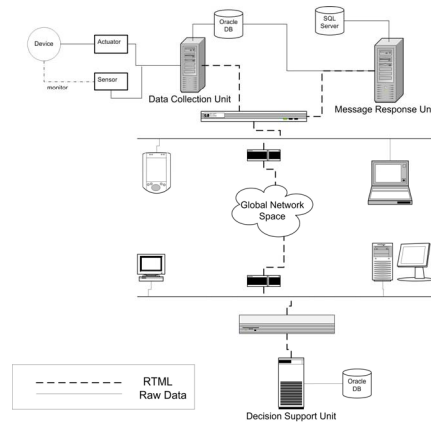 Oracle
DB
SQL
Server
Device
Actuator
Sensor
monitor
Data Collection Unit
Message Response Un
Global Network
Space
RTML
Raw Data
Oracle
DB
Decision Support Unit